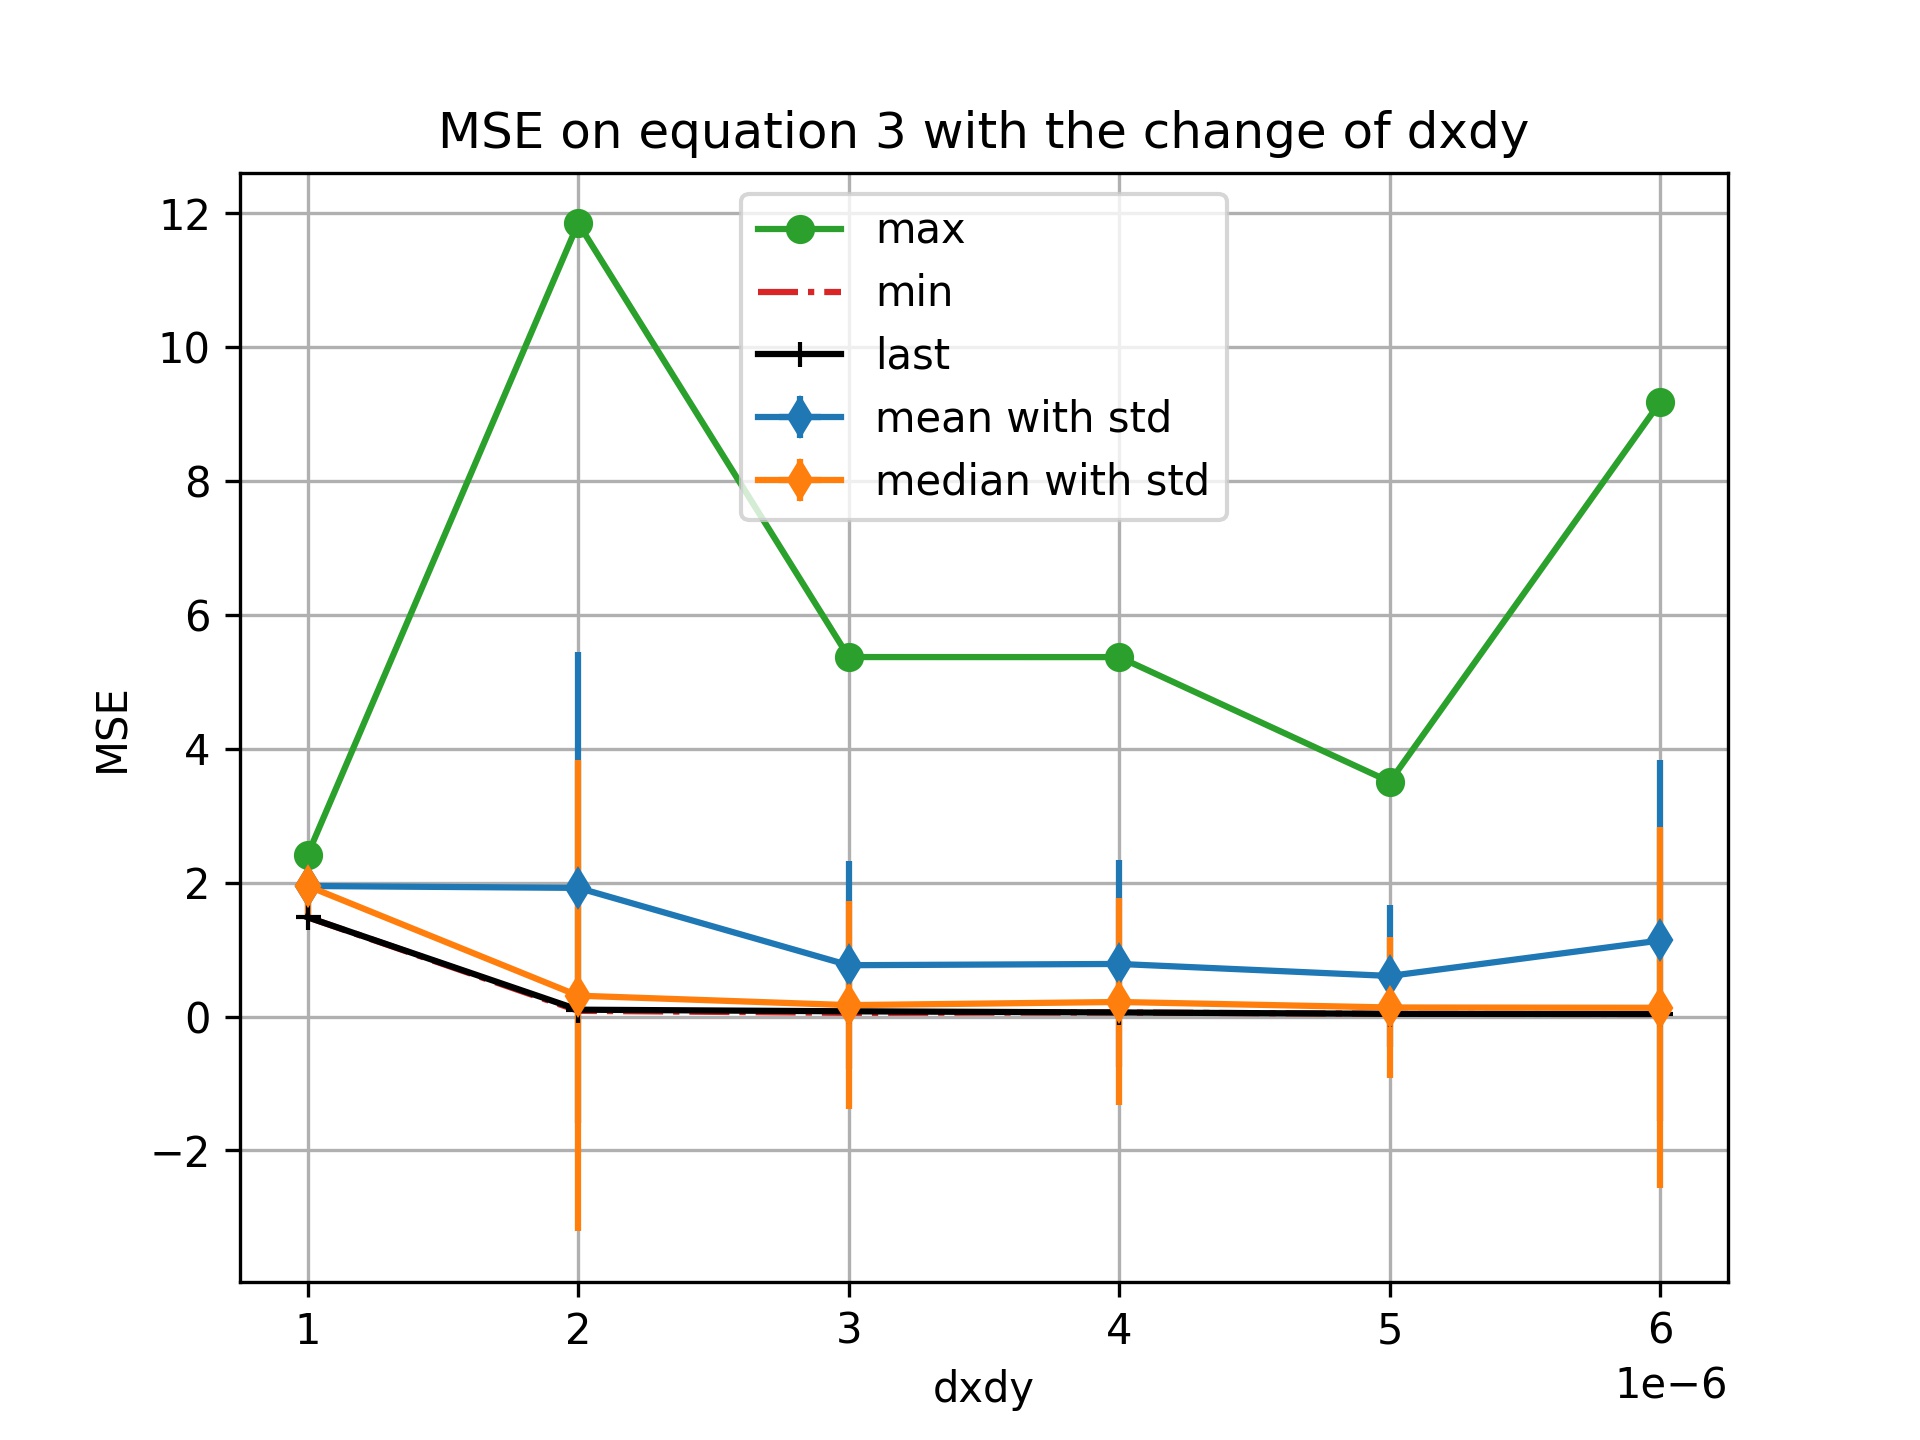 MSE on equation 3 with the change of dxdy
12
10
8
6
4
2
0
−2
MSE
max
min
last
mean with std
median with std
1 2 3 4 5 6
dxdy
1e−6